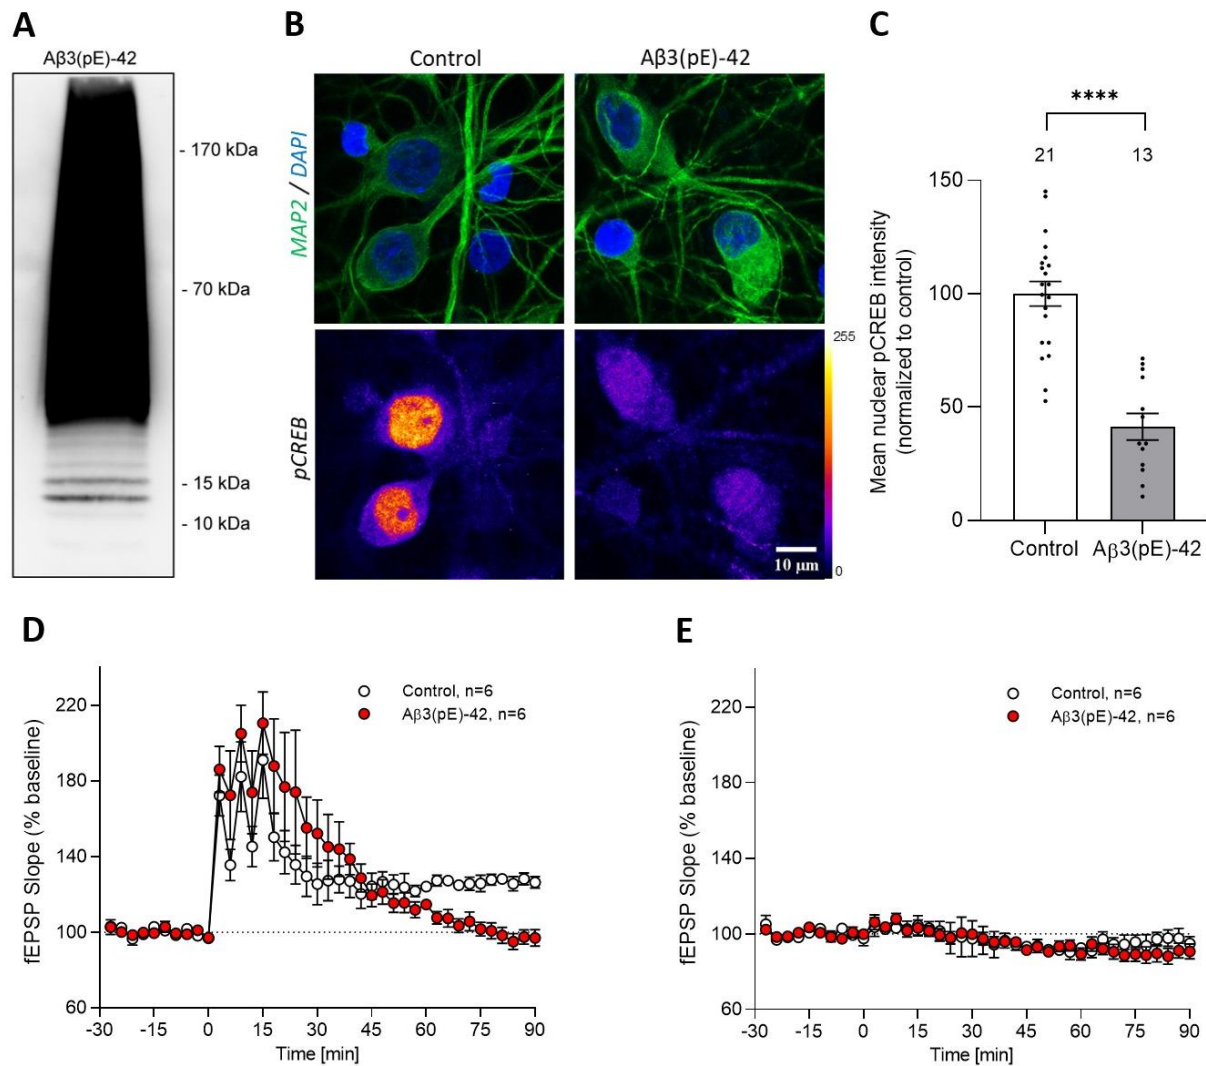 A
Aβ3(pE)-42
- 170 kDa
- 70 kDa
- 15 kDa
- 10 kDa
B
Control
Aβ3(pE)-42
MAP2 / DAPI
pCREB
255
0
10 μm
C
****
21
13
Mean nuclear pCREB intensity
(normalized to control)
150
100
50
0
Control
Aβ3(pE)-42
D
fEPSP Slope (% baseline)
220
180
140
100
60
Control, n=6
Aβ3(pE)-42, n=6
-30
-15
0
15
30
45
60
75
90
Time [min]
E
fEPSP Slope (% baseline)
220
180
140
100
60
Control, n=6
Aβ3(pE)-42, n=6
-30
-15
0
15
30
45
60
75
90
Time [min]